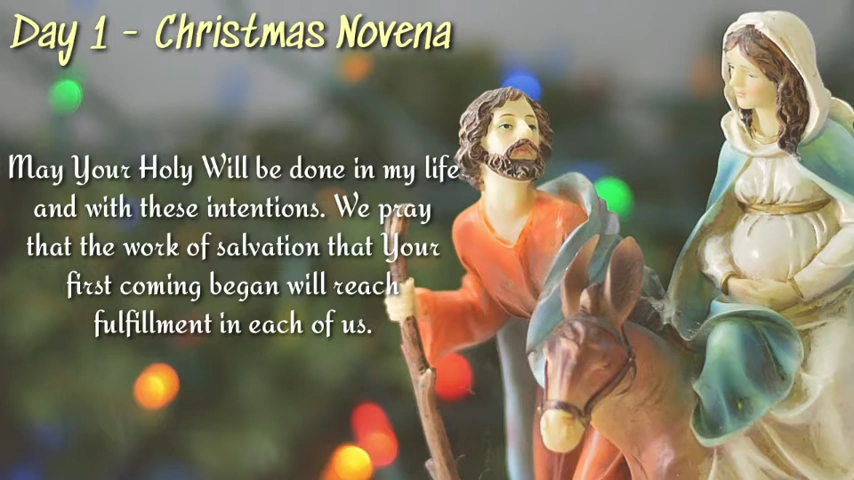 Day 1 - Christmas Novena
May Your Holy Will be done in my life
and with these intentions. We pray
that the work of salvation that Your
first coming began will reach
fulfillment in each of us.